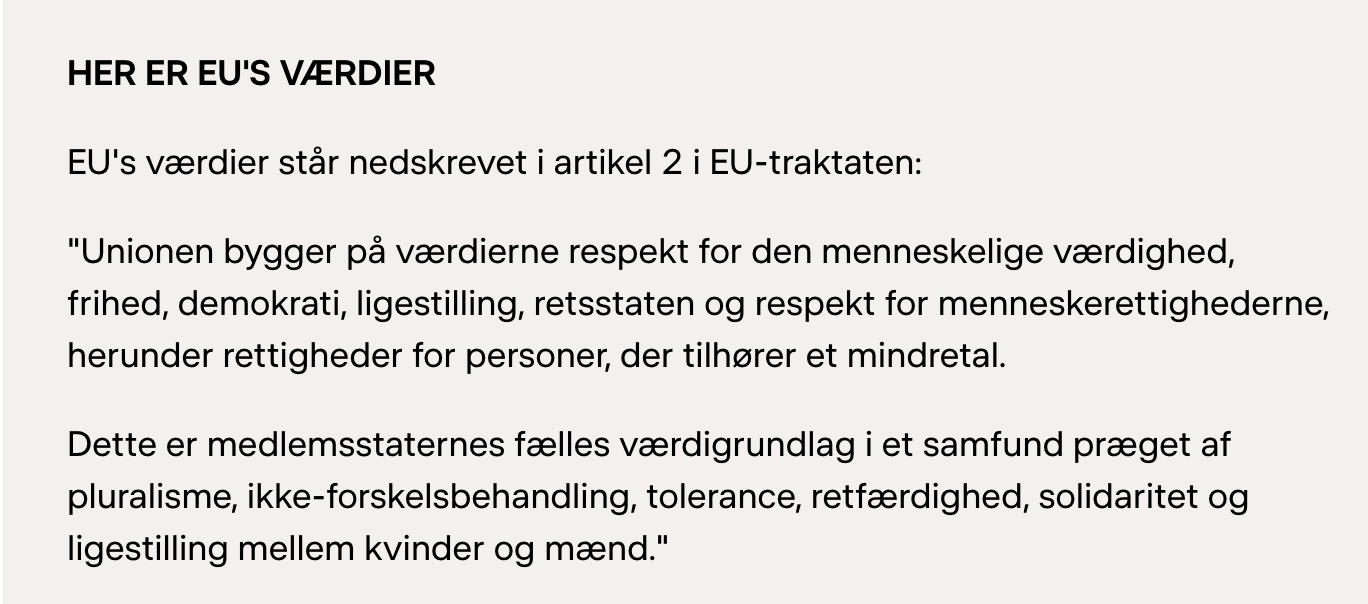 HER ER EU'S VÆRDIER
EU's værdier står nedskrevet i artikel 2 i EU-traktaten:
"Unionen bygger på værdierne respekt for den menneskelige værdighed,
frihed, demokrati, ligestilling, retsstaten og respekt for menneskerettighederne,
herunder rettigheder for personer, der tilhører et mindretal.
Dette er medlemsstaternes fælles værdigrundlag i et samfund præget af
pluralisme, ikke-forskelsbehandling, tolerance, retfærdighed, solidaritet og
ligestilling mellem kvinder og mænd."